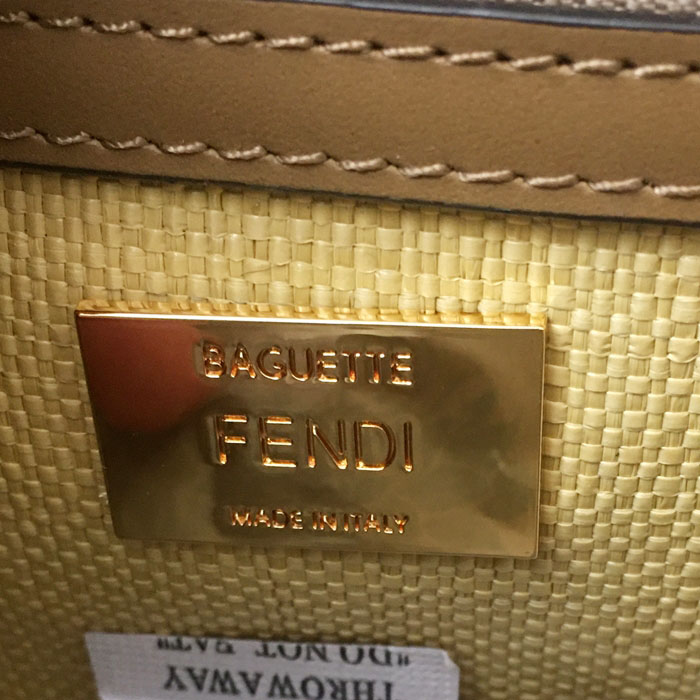 BAGUETTE
FENDI
MADE IN ITALY
THROWAWAY
"DO NOT EAT"